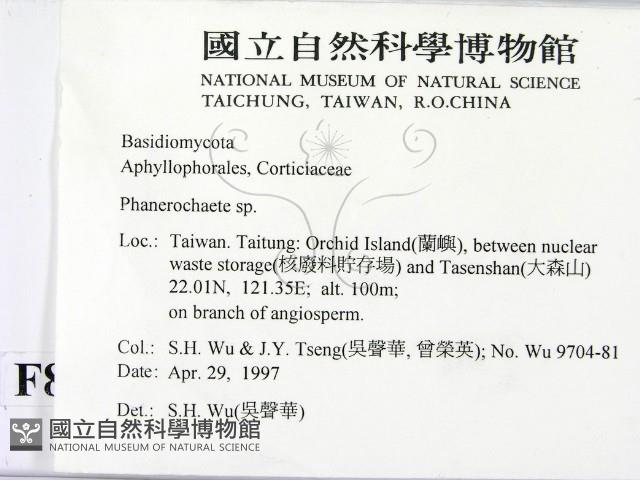 國立自然科學博物館
NATIONAL MUSEUM OF NATURAL SCIENCE
TAICHUNG, TAIWAN, R.O.CHINA
Basidiomycota
Aphyllophorales, Corticiaceae
Phanerochaete sp.
Loc.: Taiwan. Taitung: Orchid Island(蘭嶼), between nuclear
waste storage(核廢料貯存場) and Tasenshan(大森山)
22.01N, 121.35E; alt. 100m;
on branch of angiosperm.
Col.: S.H. Wu & J.Y. Tseng(吳聲華, 曾榮英); No. Wu 9704-81
Date: Apr. 29, 1997
Det.: S.H. Wu(吳聲華)
國立自然科學博物館
NATIONAL MUSEUM OF NATURAL SCIENCE